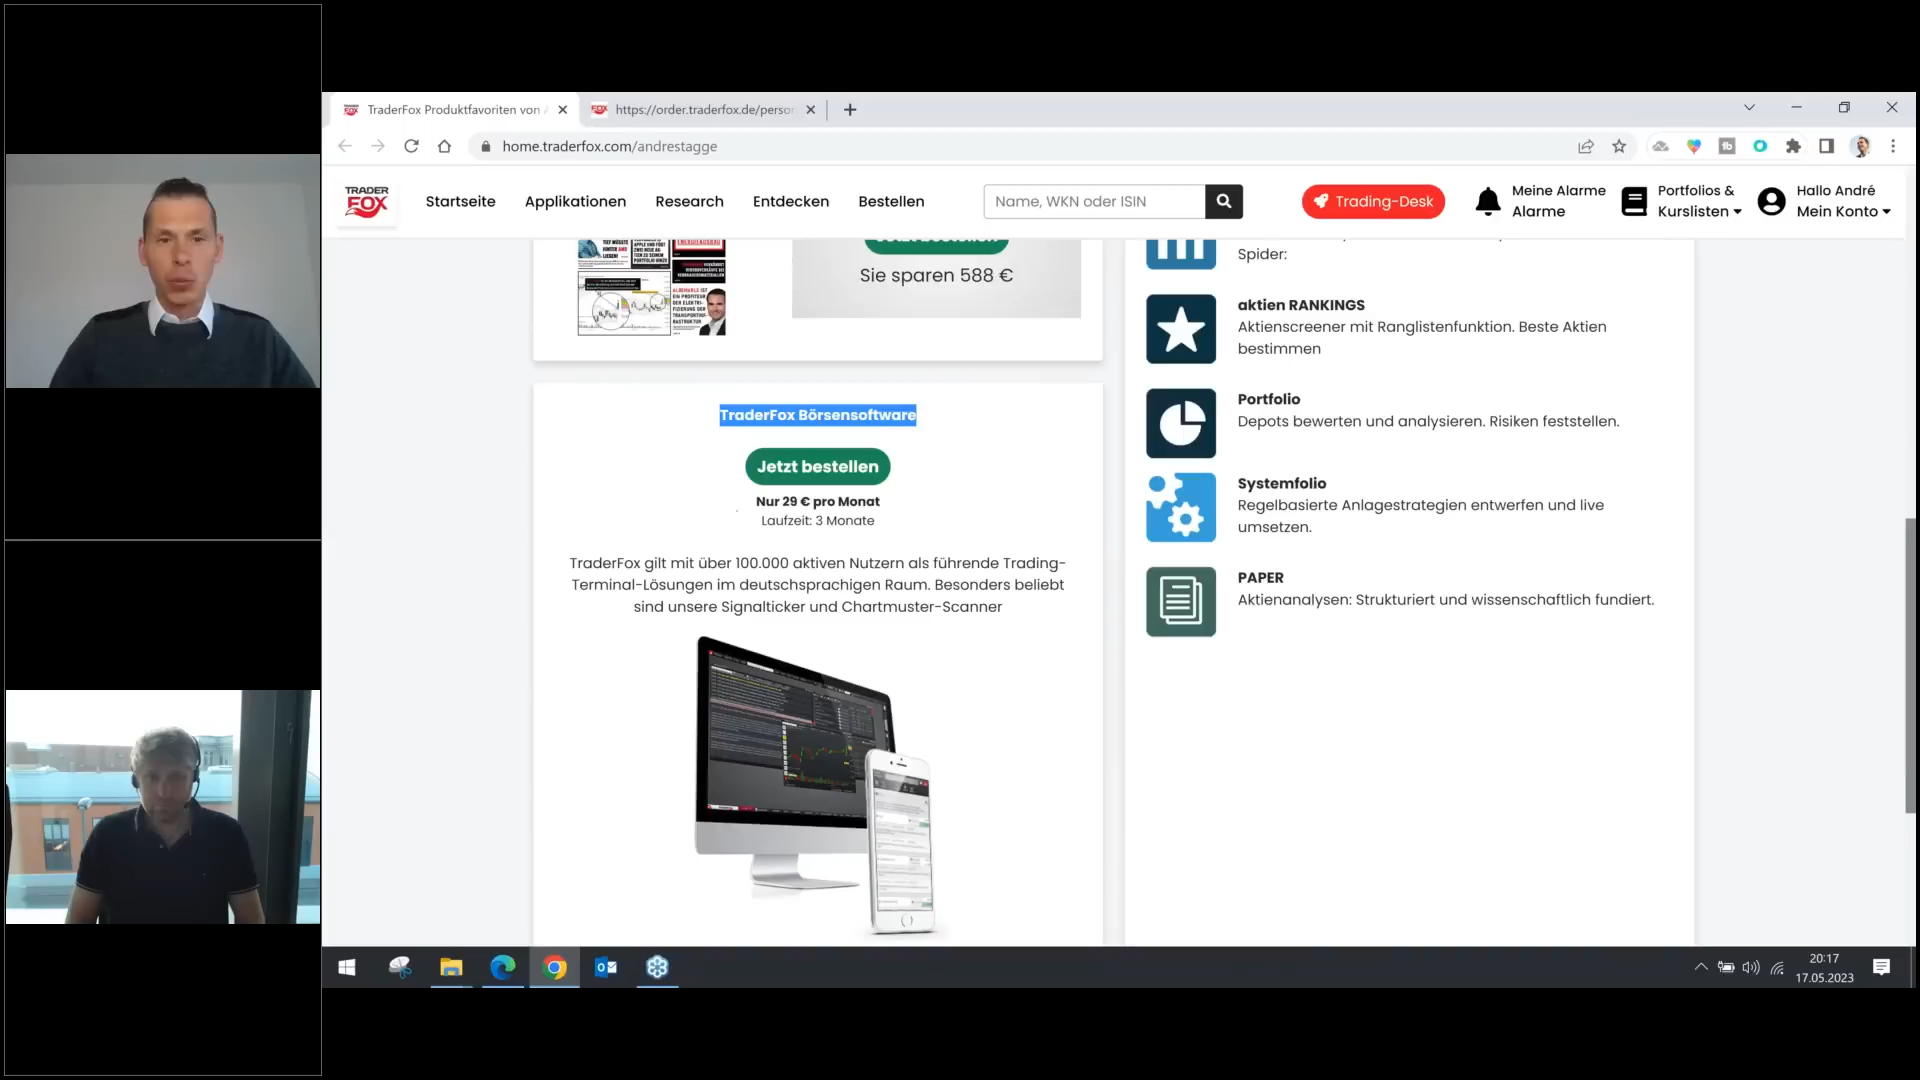 TraderFox Produktfavoriten von
https://order.traderfox.de/person
home.traderfox.com/andrestagge
TRADER
FOX
Startseite
Applikationen
Research
Entdecken
Bestellen
Name, WKN oder ISIN
Trading-Desk
Meine Alarme
Alarme
Portfolios &
Kurslisten
Hallo André
Mein Konto
Sie sparen 588 €
Spider:
aktien RANKINGS
Aktienscreener mit Ranglistenfunktion. Beste Aktien
bestimmen
Portfolio
Depots bewerten und analysieren. Risiken feststellen.
Systemfolio
Regelbasierte Anlagestrategien entwerfen und live
umsetzen.
PAPER
Aktienanalysen: Strukturiert und wissenschaftlich fundiert.
TraderFox Börsensoftware
Jetzt bestellen
Nur 29 € pro Monat
Laufzeit: 3 Monate
TraderFox gilt mit über 100.000 aktiven Nutzern als führende Trading-
Terminal-Lösungen im deutschsprachigen Raum. Besonders beliebt
sind unsere Signalticker und Chartmuster-Scanner
20:17
17.05.2023